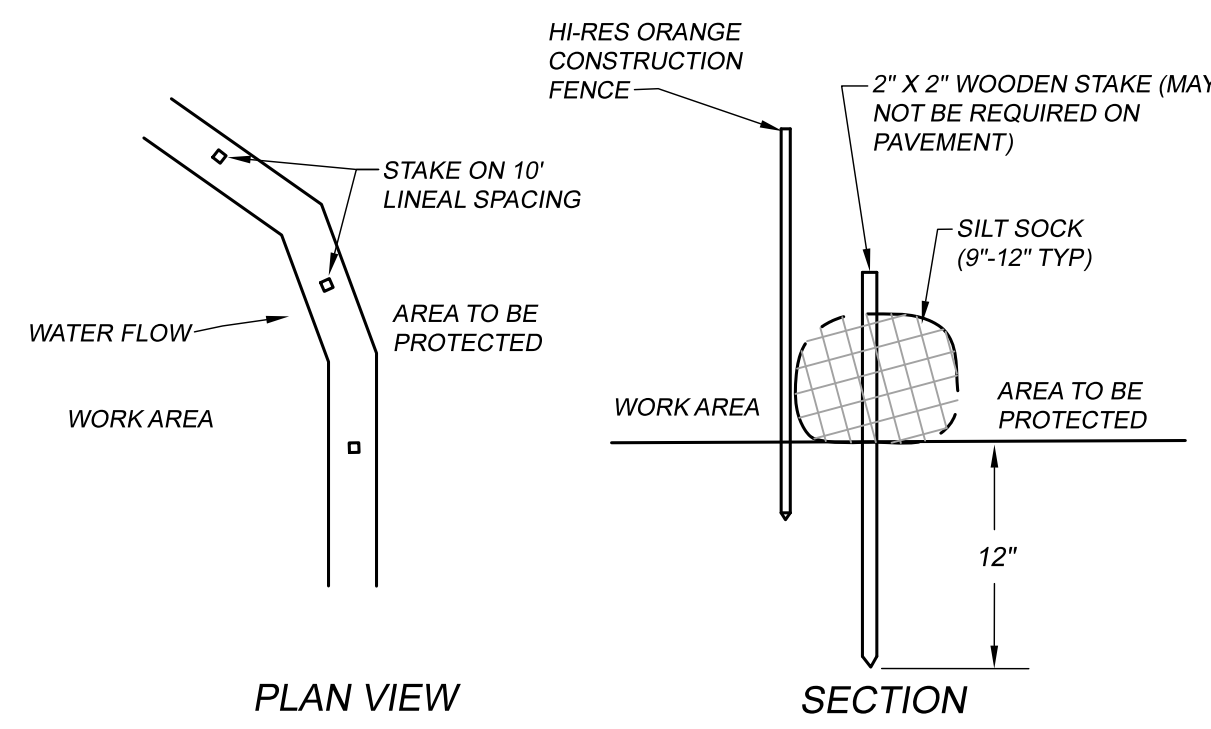 HI-RES ORANGE
CONSTRUCTION
FENCE
2" X 2" WOODEN STAKE (MAY
NOT BE REQUIRED ON
PAVEMENT)
STAKE ON 10'
LINEAL SPACING
SILT SOCK
(9"-12" TYP)
WATER FLOW
AREA TO BE
PROTECTED
WORK AREA
WORK AREA
AREA TO BE
PROTECTED
12"
PLAN VIEW
SECTION